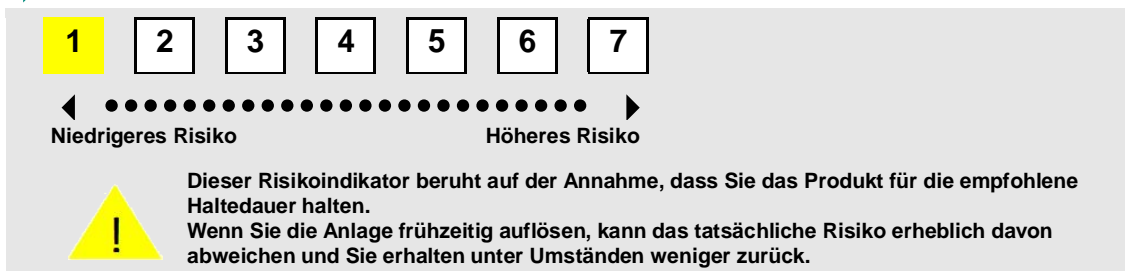 1 2 3 4 5 6 7
Niedrigeres Risiko Höheres Risiko
Dieser Risikoindikator beruht auf der Annahme, dass Sie das Produkt für die empfohlene
Haltedauer halten.
Wenn Sie die Anlage frühzeitig auflösen, kann das tatsächliche Risiko erheblich davon
abweichen und Sie erhalten unter Umständen weniger zurück.